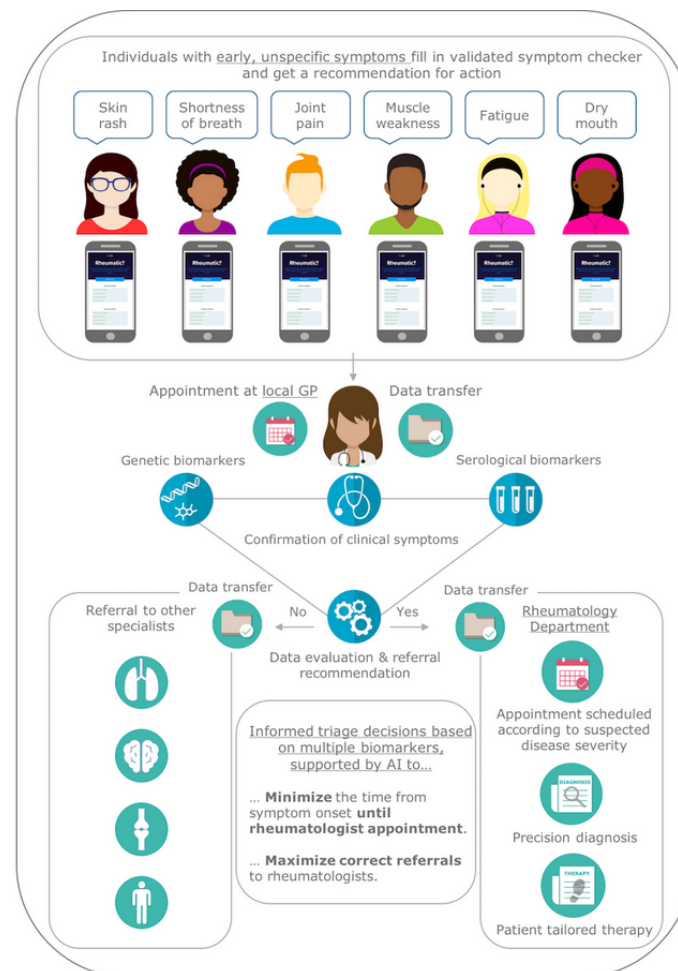 Individuals with early, unspecific symptoms fill in validated symptom checker
and get a recommendation for action
Skin
rash
Shortness
of breath
Joint
pain
Muscle
weakness
Fatigue
Dry
mouth
Rheumatic?
Rheumatic?
Rheumatic?
Rheumatic?
Rheumatic?
Rheumatic?
Appointment at local GP
Data transfer
Genetic biomarkers
Serological biomarkers
Confirmation of clinical symptoms
Data transfer
Data transfer
Referral to other
specialists
No
Yes
Rheumatology
Department
Data evaluation & referral
recommendation
Appointment scheduled
according to suspected
disease severity
Informed triage decisions based
on multiple biomarkers,
supported by AI to...
... Minimize the time from
symptom onset until
rheumatologist appointment.
... Maximize correct referrals
to rheumatologists.
DIAGNOSIS
Precision diagnosis
THERAPY
Patient tailored therapy